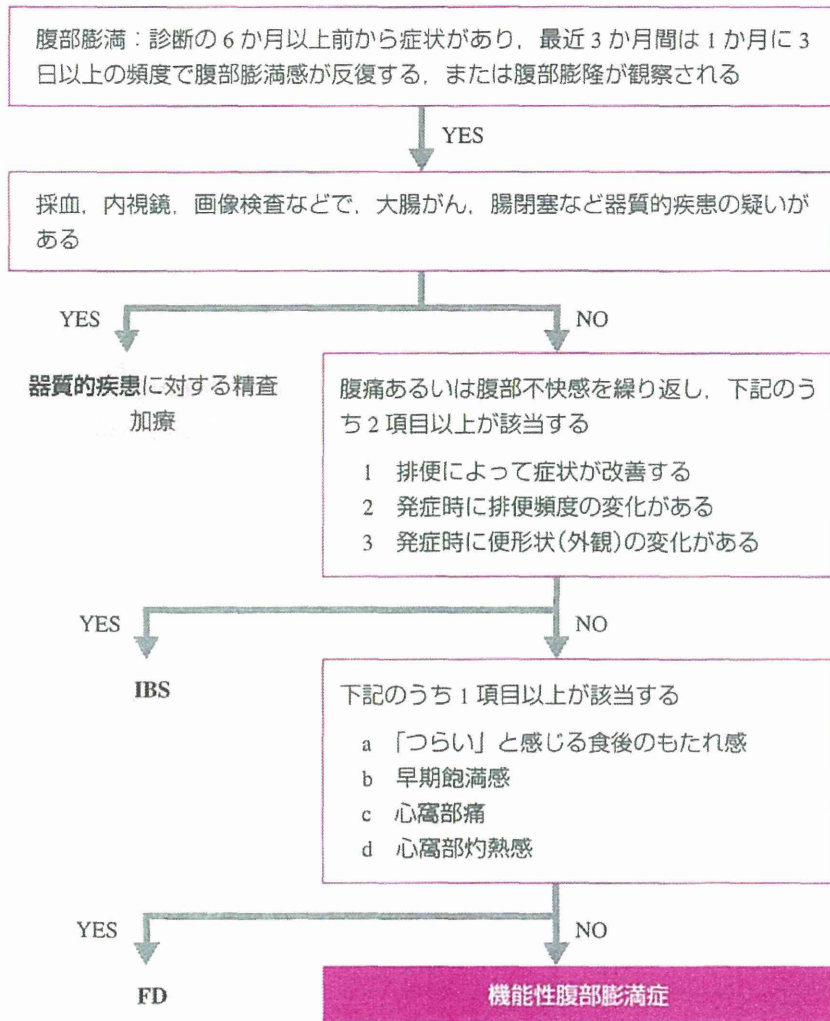 腹部膨満：診断の6か月以上前から症状があり，最近3か月間は1か月に3
日以上の頻度で腹部膨満感が反復する，または腹部膨隆が観察される
YES
採血，内視鏡，画像検査などで，大腸がん，腸閉塞など器質的疾患の疑いが
ある
YES
NO
器質的疾患に対する精査
加療
腹痛あるいは腹部不快感を繰り返し，下記のう
ち2項目以上が該当する
1 排便によって症状が改善する
2 発症時に排便頻度の変化がある
3 発症時に便形状(外観)の変化がある
YES
NO
IBS
下記のうち1項目以上が該当する
a 「つらい」と感じる食後のもたれ感
b 早期飽満感
c 心窩部痛
d 心窩部灼熱感
YES
NO
FD
機能性腹部膨満症